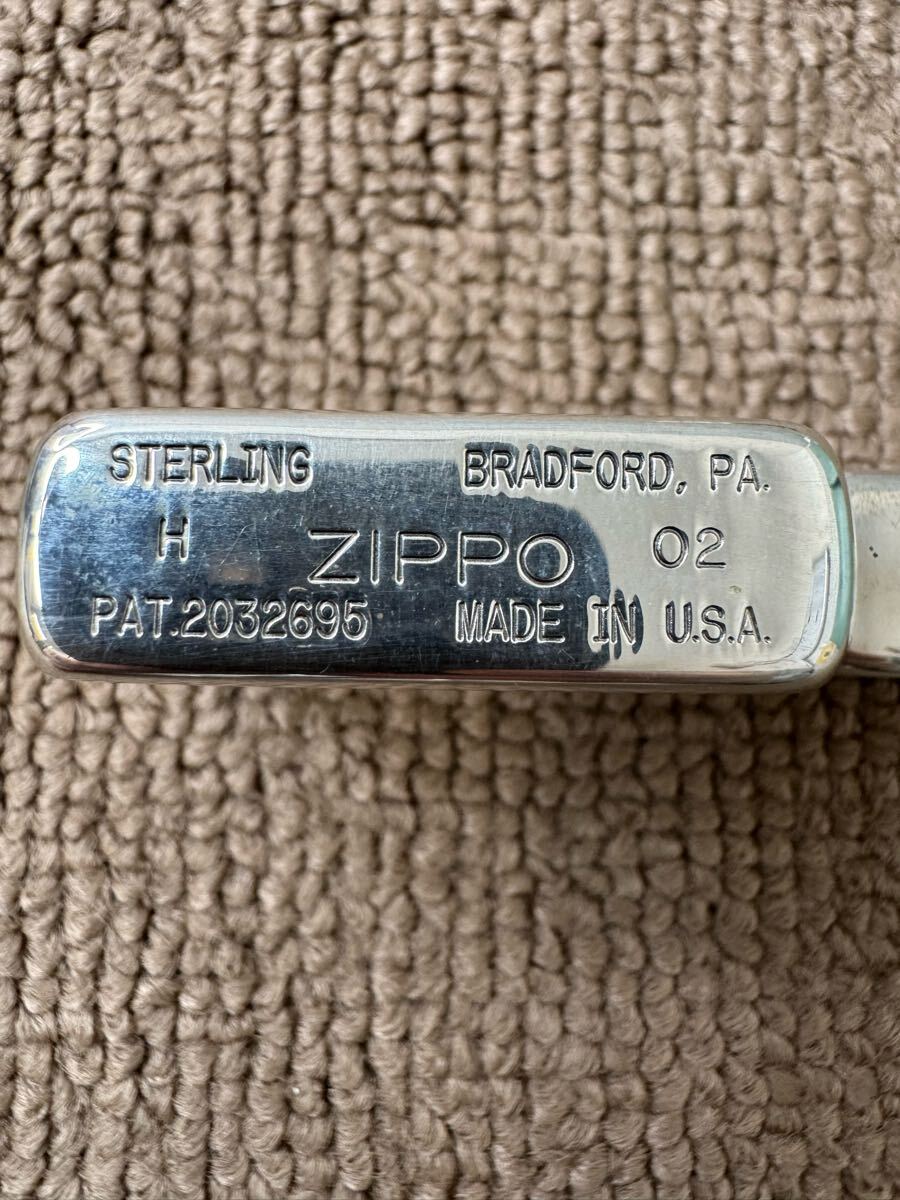 STERLING BRADFORD, PA.
H ZIPPO 02
PAT.2032695 MADE IN U.S.A.